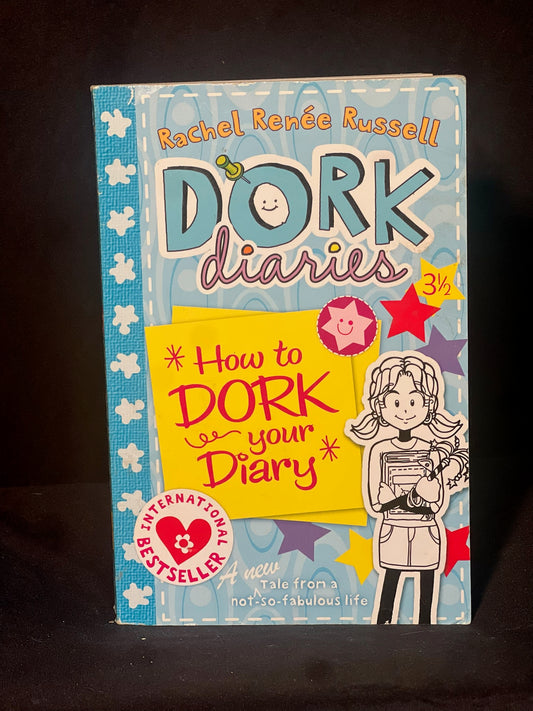 Rachel Renée Russell
DORK
diaries
3½
* How to
DORK
your
Diary *
INTERNATIONAL
BESTSELLER
A new
Tale from a
not-so-fabulous life